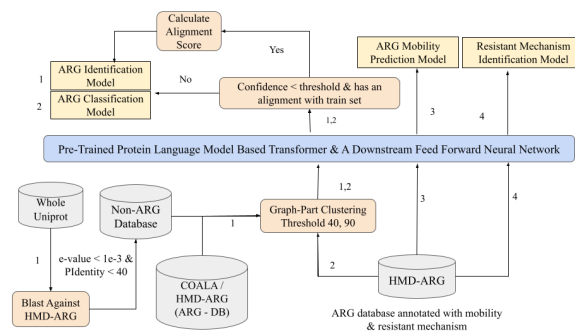 Calculate
Alignment
Score
Yes
ARG Mobility
Prediction Model
Resistant Mechanism
Identification Model
1
ARG Identification
Model
No
Confidence < threshold & has an
alignment with train set
2
ARG Classification
Model
3
4
1,2
Pre-Trained Protein Language Model Based Transformer & A Downstream Feed Forward Neural Network
Whole
Uniprot
Non-ARG
Database
1,2
3
4
1
Graph-Part Clustering
Threshold 40, 90
1
e-value < 1e-3 &
PIdentity < 40
2
HMD-ARG
COALA /
HMD-ARG
(ARG - DB)
Blast Against
HMD-ARG
ARG database annotated with mobility
& resistant mechanism